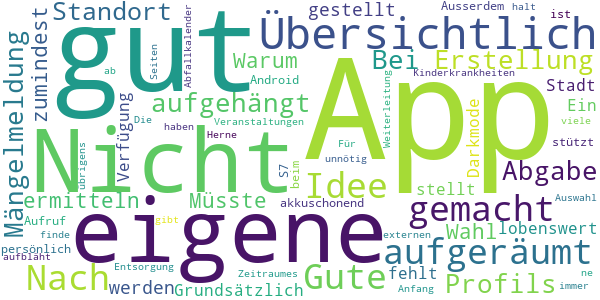 Standort
gut
gestellt
Ausserdem
halt
ist
Übersichtlich
zumindest
Mängelmeldung
Seiten
Abfallkalender
Warum
Bei
Erstellung
Android
Kinderkrankheiten
Stadt
ab
aufgehängt
Weiterleitung
Ein
Verfügung
Veranstaltungen
App
Darkmode
viele
Die
haben
Herne
Für
stützt
Nicht
unnötig
übrigens
S7
beim
Idee
stellt
Abgabe
Auswahl
ermitteln
Müsste
akkuschonend
gemacht
Aufruf
finde
gibt
eigene
Wahl
lobenswert
persönlich
aufgeräumt
externen
aufbläht
Nach
Entsorgung
Zeitraumes
Gute
fehlt
Profils
ne
werden
Grundsätzlich
Anfang
immer